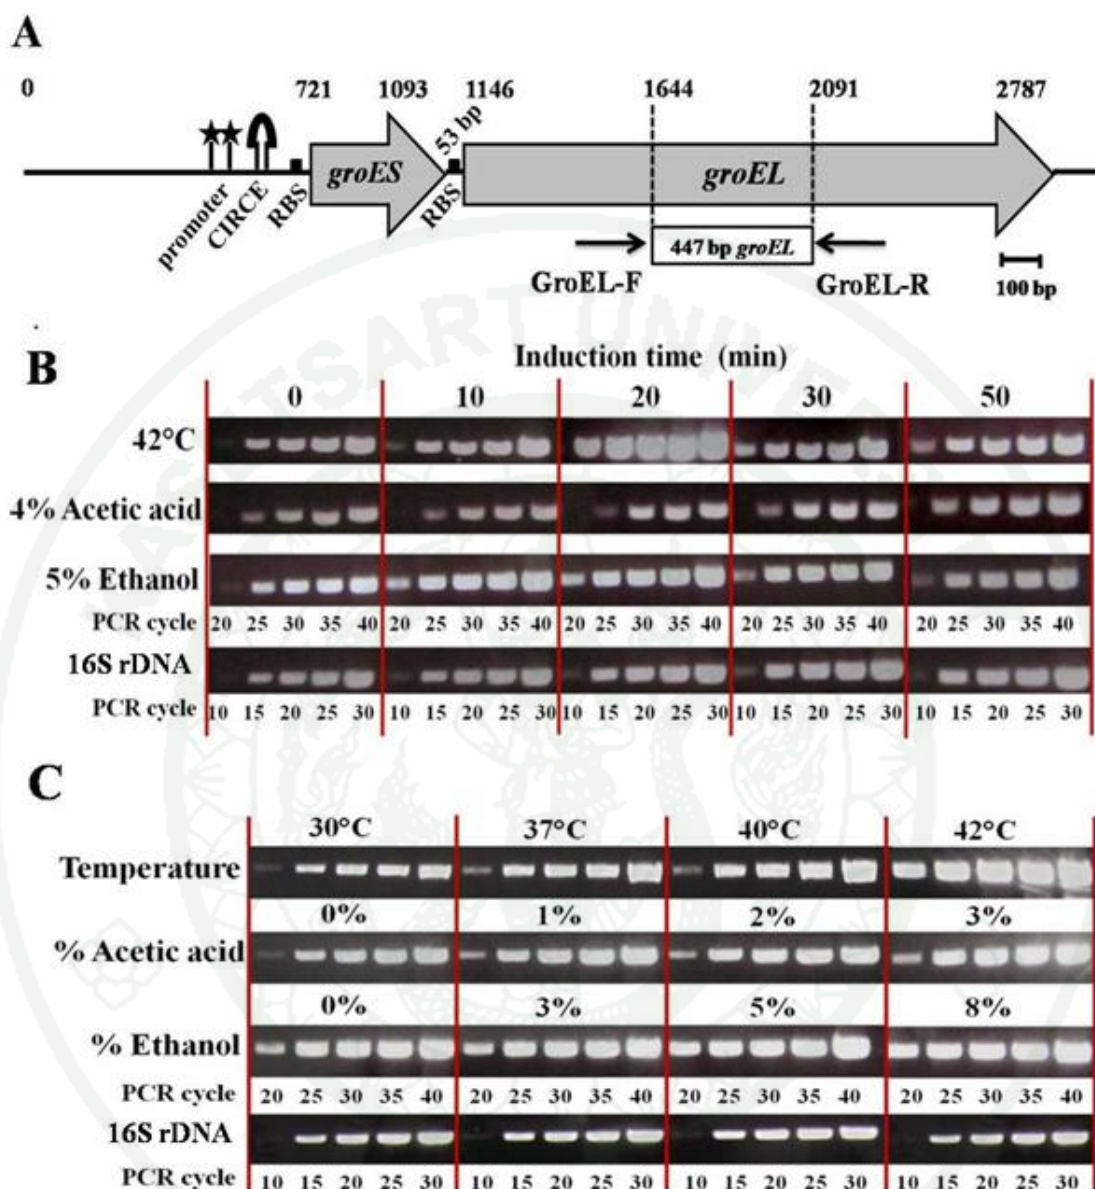 A
0 721 1093 1146 1644 2091 2787
53 bp
groES groEL
promoter CIRCE RBS RBS
447 bp groEL
GroEL-F GroEL-R 100 bp
B
Induction time (min)
0 10 20 30 50
42°C
4% Acetic acid
5% Ethanol
PCR cycle 20 25 30 35 40 20 25 30 35 40 20 25 30 35 40 20 25 30 35 40 20 25 30 35 40
16S rDNA
PCR cycle 10 15 20 25 30 10 15 20 25 30 10 15 20 25 30 10 15 20 25 30 10 15 20 25 30
C
30°C 37°C 40°C 42°C
Temperature
0% 1% 2% 3%
% Acetic acid
0% 3% 5% 8%
% Ethanol
PCR cycle 20 25 30 35 40 20 25 30 35 40 20 25 30 35 40 20 25 30 35 40
16S rDNA
PCR cycle 10 15 20 25 30 10 15 20 25 30 10 15 20 25 30 10 15 20 25 30
KASETSART UNIVERSITY